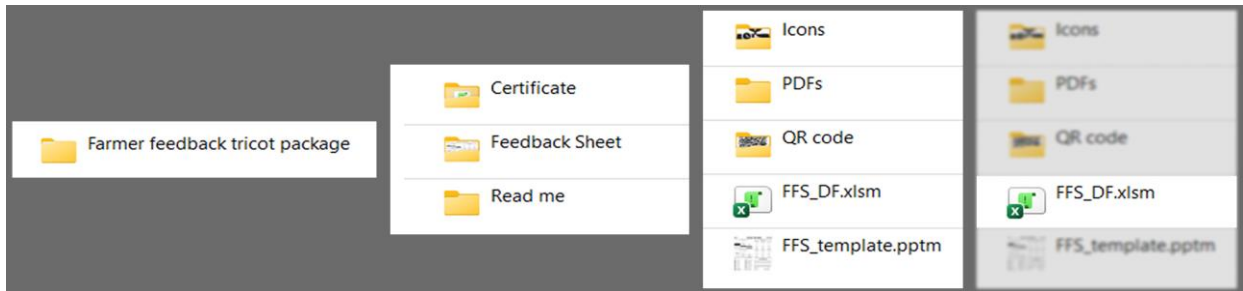 Farmer feedback tricot package
Certificate
Feedback Sheet
Read me
Icons
PDFs
QR code
FFS_DF.xlsm
FFS_template.pptm
Icons
PDFs
QR code
FFS_DF.xlsm
FFS_template.pptm